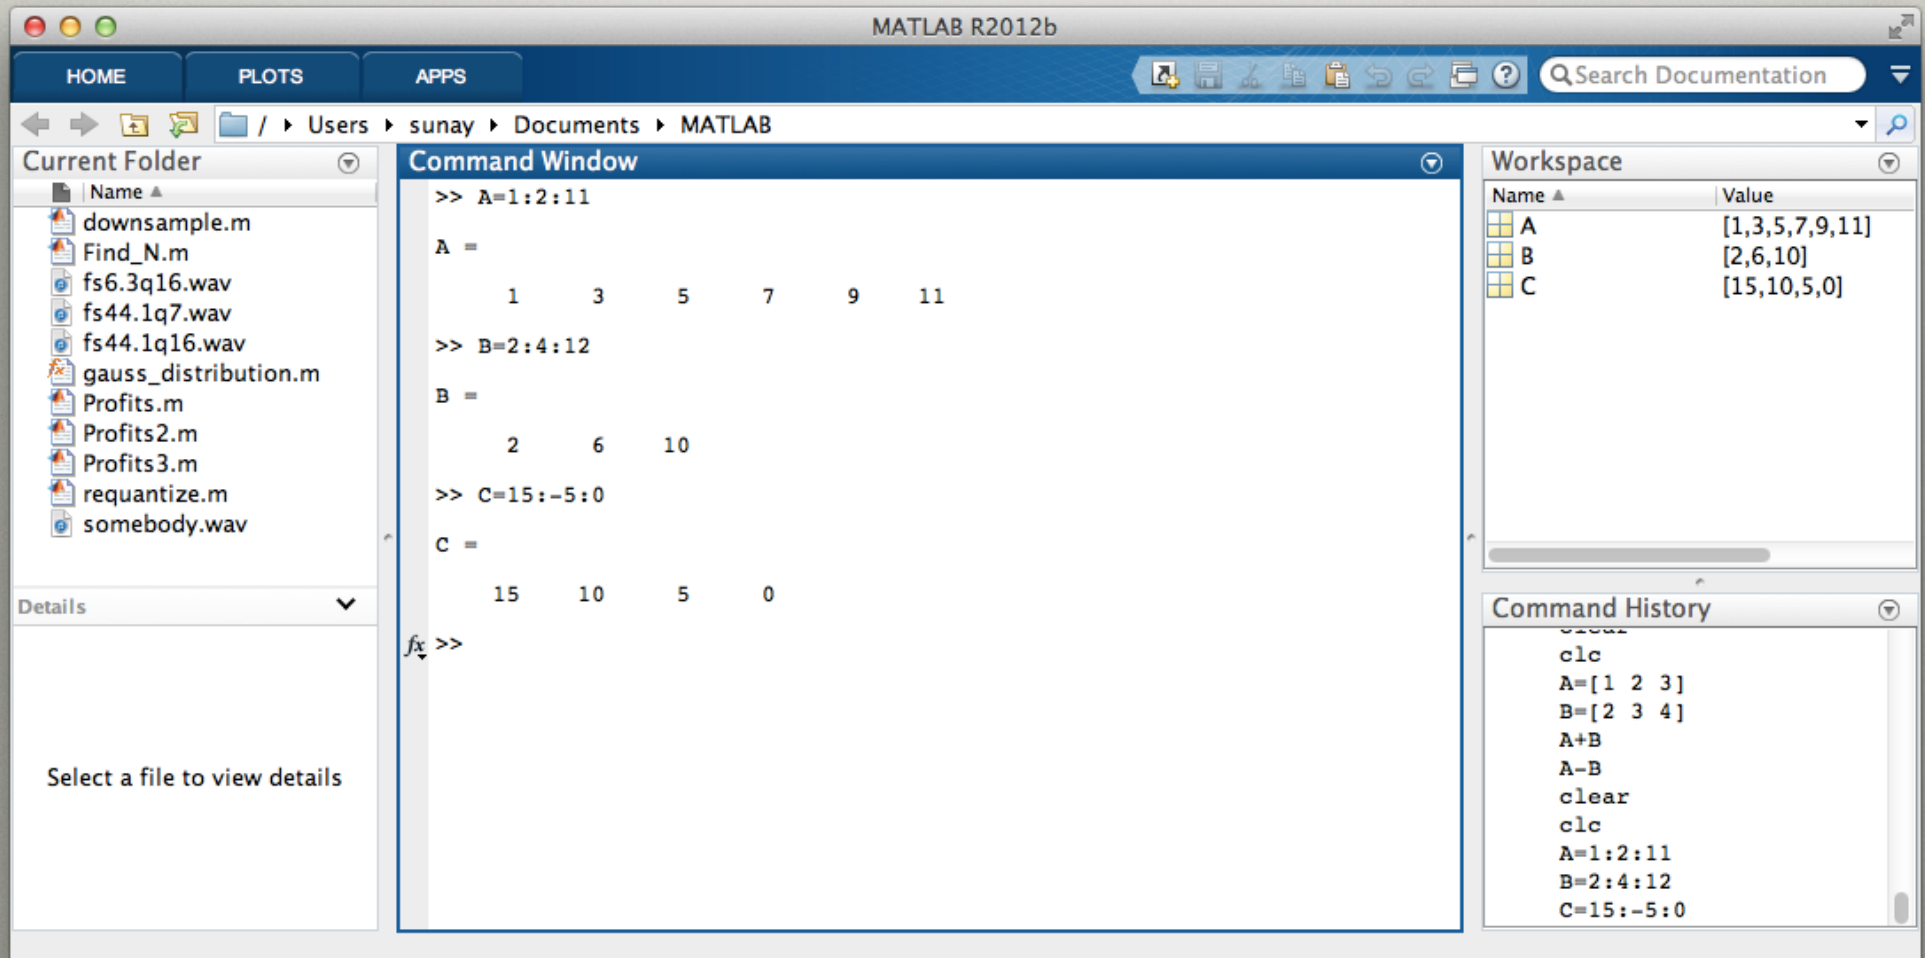 MATLAB R2012b
HOME PLOTS APPS
Search Documentation
/ Users sunay Documents MATLAB
Current Folder
Name
downsample.m
Find_N.m
fs6.3q16.wav
fs44.1q7.wav
fs44.1q16.wav
gauss_distribution.m
Profits.m
Profits2.m
Profits3.m
requantize.m
somebody.wav
Details
Select a file to view details
Command Window
>> A=1:2:11
A =
1 3 5 7 9 11
>> B=2:4:12
B =
2 6 10
>> C=15:-5:0
C =
15 10 5 0
fx >>
Workspace
Name Value
A [1,3,5,7,9,11]
B [2,6,10]
C [15,10,5,0]
Command History
clc
A=[1 2 3]
B=[2 3 4]
A+B
A-B
clear
clc
A=1:2:11
B=2:4:12
C=15:-5:0